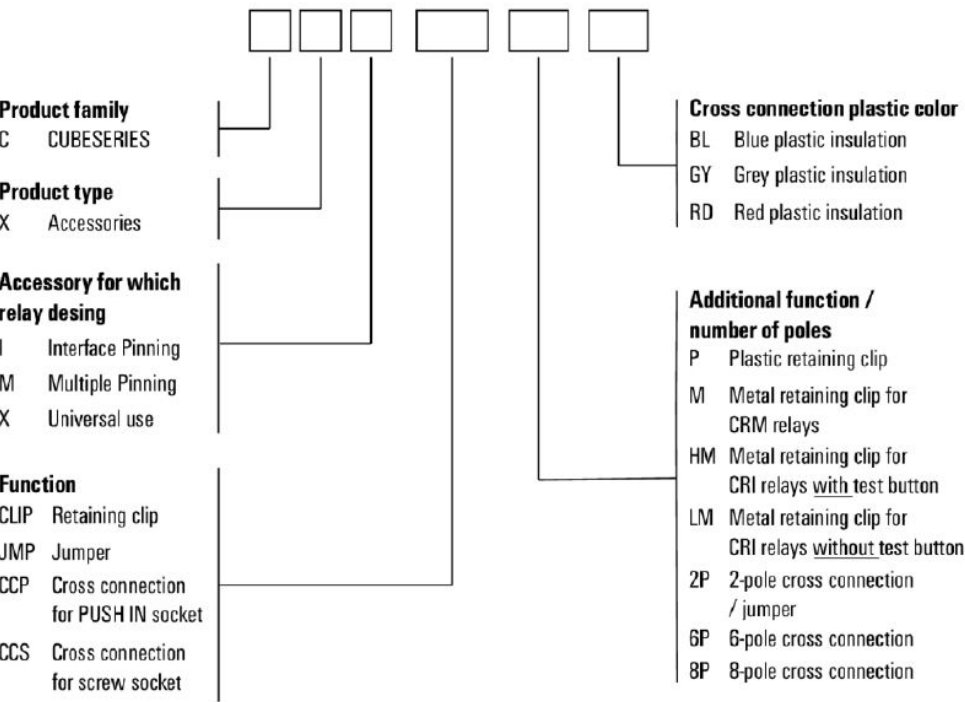 Product family
C CUBESERIES
Product type
X Accessories
Accessory for which
relay desing
I Interface Pinning
M Multiple Pinning
X Universal use
Function
CLIP Retaining clip
JMP Jumper
CCP Cross connection
for PUSH IN socket
CCS Cross connection
for screw socket
Cross connection plastic color
BL Blue plastic insulation
GY Grey plastic insulation
RD Red plastic insulation
Additional function /
number of poles
P Plastic retaining clip
M Metal retaining clip for
CRM relays
HM Metal retaining clip for
CRI relays with test button
LM Metal retaining clip for
CRI relays without test button
2P 2-pole cross connection
/ jumper
6P 6-pole cross connection
8P 8-pole cross connection